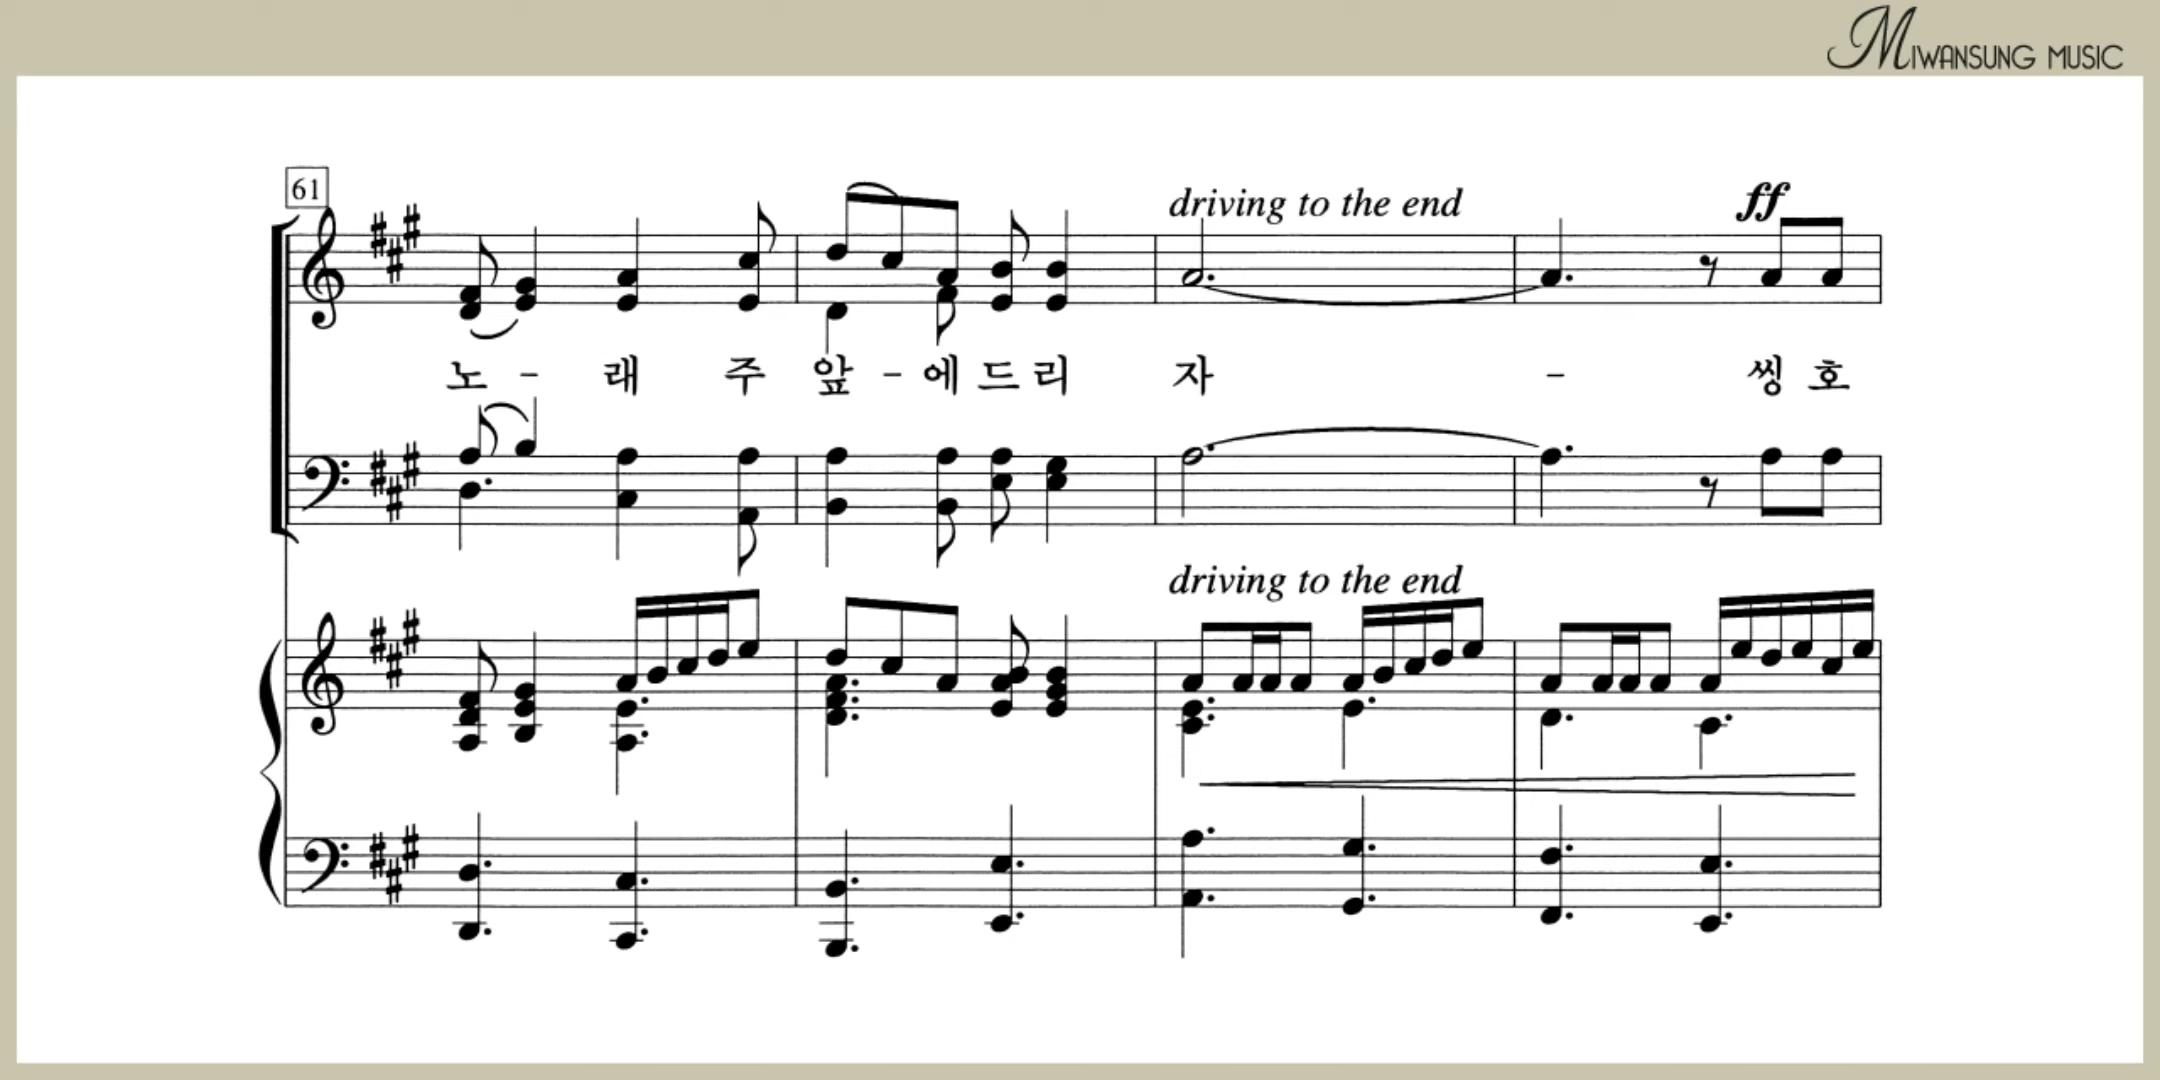 MIWANSUNG MUSIC
61
driving to the end
ff
노 - 래 주 앞 - 에 드 리 자 - 씽 호
driving to the end